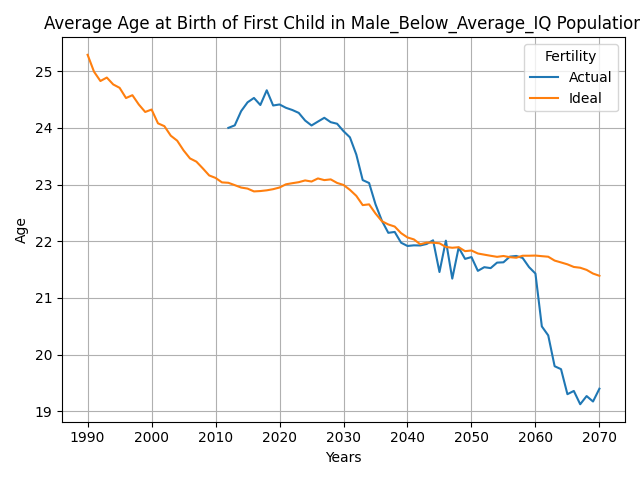 Average Age at Birth of First Child in Male_Below_Average_IQ Population
Fertility
Actual
Ideal
Age
25
24
23
22
21
20
19
1990 2000 2010 2020 2030 2040 2050 2060 2070
Years